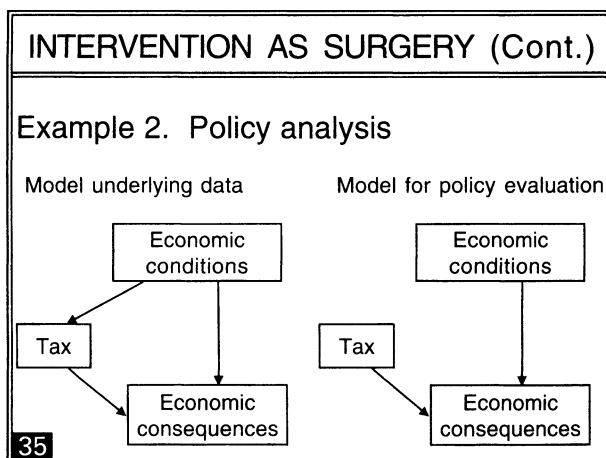 INTERVENTION AS SURGERY (Cont.)
Example 2. Policy analysis
Model underlying data
Economic
conditions
Tax
Economic
consequences
Model for policy evaluation
Economic
conditions
Tax
Economic
consequences
35